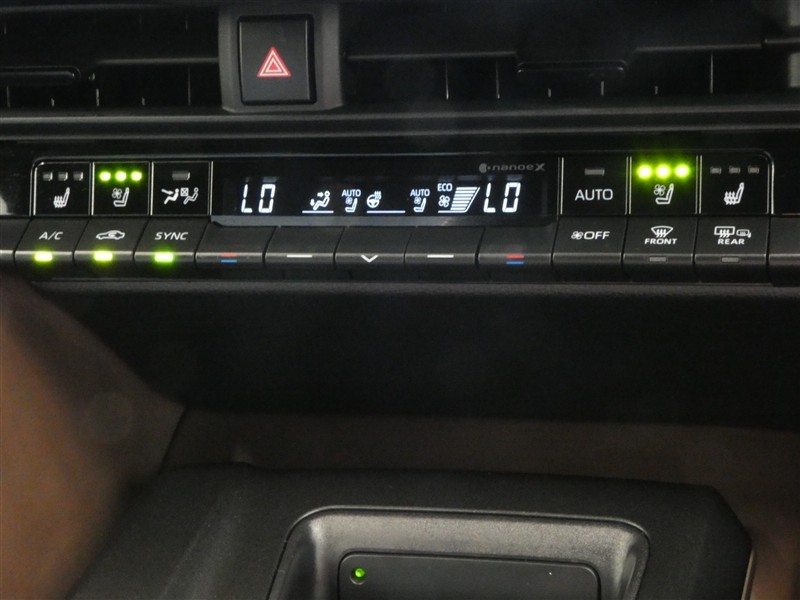 nanoeX
LO AUTO AUTO ECO LO
AUTO
A/C SYNC OFF FRONT REAR